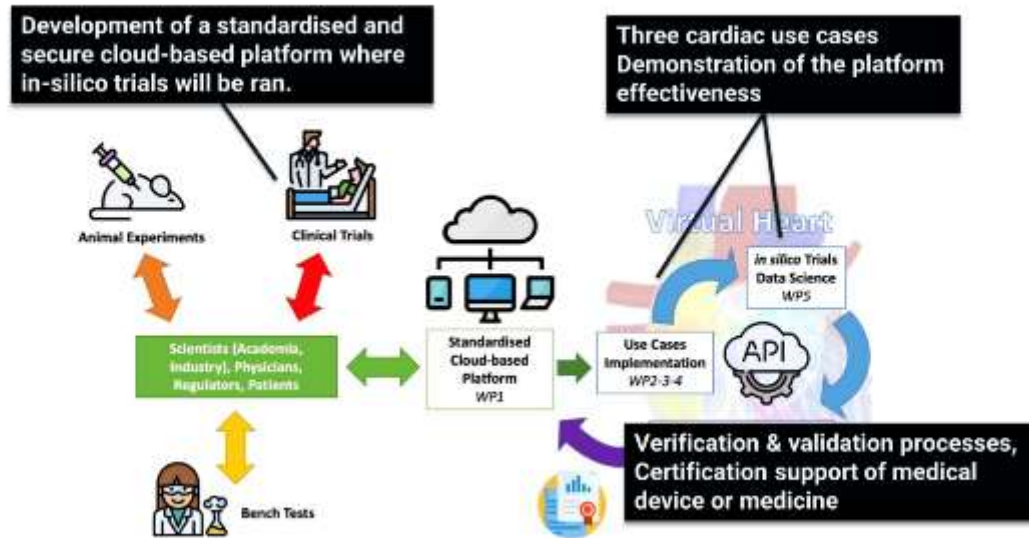 Development of a standardised and
secure cloud-based platform where
in-silico trials will be ran.
Three cardiac use cases
Demonstration of the platform
effectiveness
Animal Experiments
Clinical Trials
Virtual Heart
in silico Trials
Data Science
WP5
Scientists (Academia,
Industry), Physicians,
Regulators, Patients
Standardised
Cloud-based
Platform
WP1
Use Cases
Implementation
WP2-3-4
API
Verification & validation processes,
Certification support of medical
device or medicine
Bench Tests